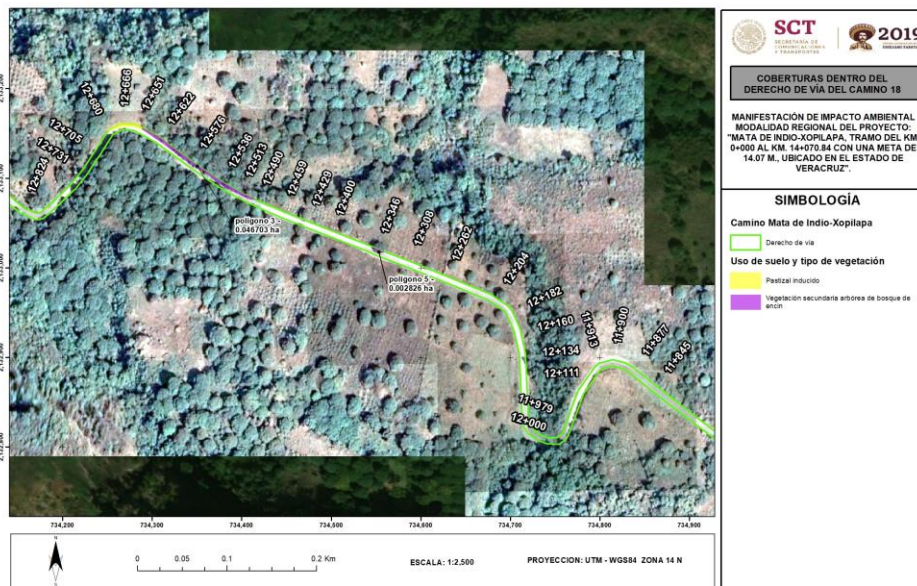 SCT
SECRETARÍA DE
COMUNICACIONES
Y TRANSPORTES
2019
COBERTURAS DENTRO DEL
DERECHO DE VÍA DEL CAMINO 18
MANIFESTACIÓN DE IMPACTO AMBIENTAL
MODALIDAD REGIONAL DEL PROYECTO:
"MATA DE INDIO-XOPILAPA, TRAMO DEL KM.
0+000 AL KM. 14+070.84 CON UNA META DE
14.07 M., UBICADO EN EL ESTADO DE
VERACRUZ".
SIMBOLOGÍA
Camino Mata de Indio-Xopilapa
Derecho de vía
Uso de suelo y tipo de vegetación
Pastizal inducido
Vegetación secundaria arbórea de bosque de
encin
12+824
12+731
12+705
12+680
12+666
12+651
12+622
12+576
12+536
12+513
12+490
12+459
12+429
12+400
12+346
12+308
12+262
12+204
12+182
12+160
12+134
12+111
11+979
12+000
11+913
11+900
11+877
11+845
polígono 3 -
0.046703 ha
polígono 5 -
0.002826 ha
734,200
734,300
734,400
734,500
734,600
734,700
734,800
734,900
N
0
0.05
0.1
0.2 Km
ESCALA: 1:2,500
PROYECCION: UTM - WGS84 ZONA 14 N